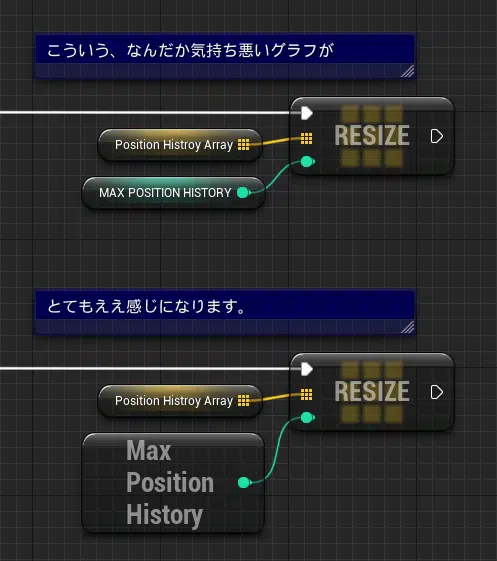 こういう、なんだか気持ち悪いグラフが
RESIZE
Position Histroy Array
MAX POSITION HISTORY
とてもええ感じになります。
RESIZE
Position Histroy Array
Max
Position
History